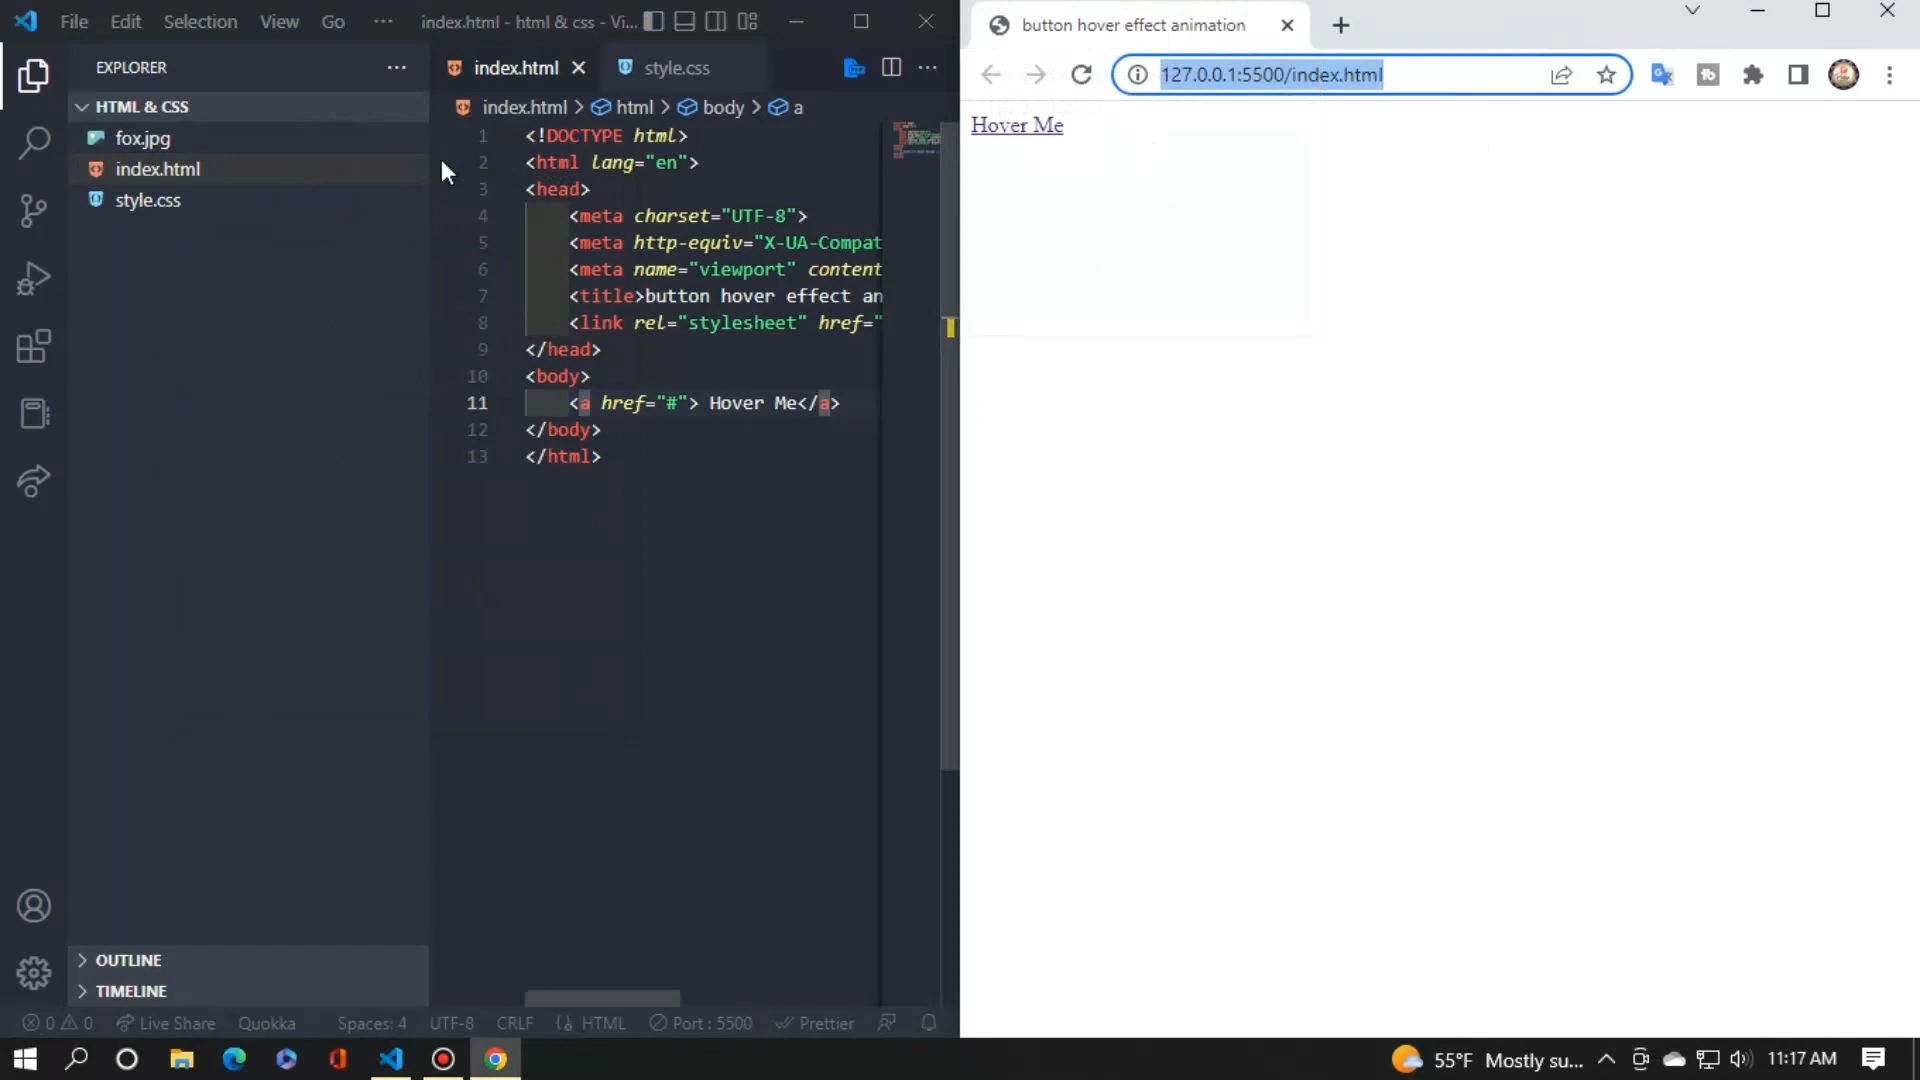 File Edit Selection View Go ··· index.html - html & css - Vi...
EXPLORER
HTML & CSS
fox.jpg
index.html
style.css
OUTLINE
TIMELINE
index.html style.css
index.html > html > body > a
1 <!DOCTYPE html>
2 <html lang="en">
3 <head>
4 <meta charset="UTF-8">
5 <meta http-equiv="X-UA-Compat
6 <meta name="viewport" content
7 <title>button hover effect an
8 <link rel="stylesheet" href="
9 </head>
10 <body>
11 <a href="#"> Hover Me</a>
12 </body>
13 </html>
0 0 Live Share Quokka Spaces: 4 UTF-8 CRLF HTML Port : 5500 Prettier
button hover effect animation
127.0.0.1:5500/index.html
Hover Me
55°F Mostly su... 11:17 AM